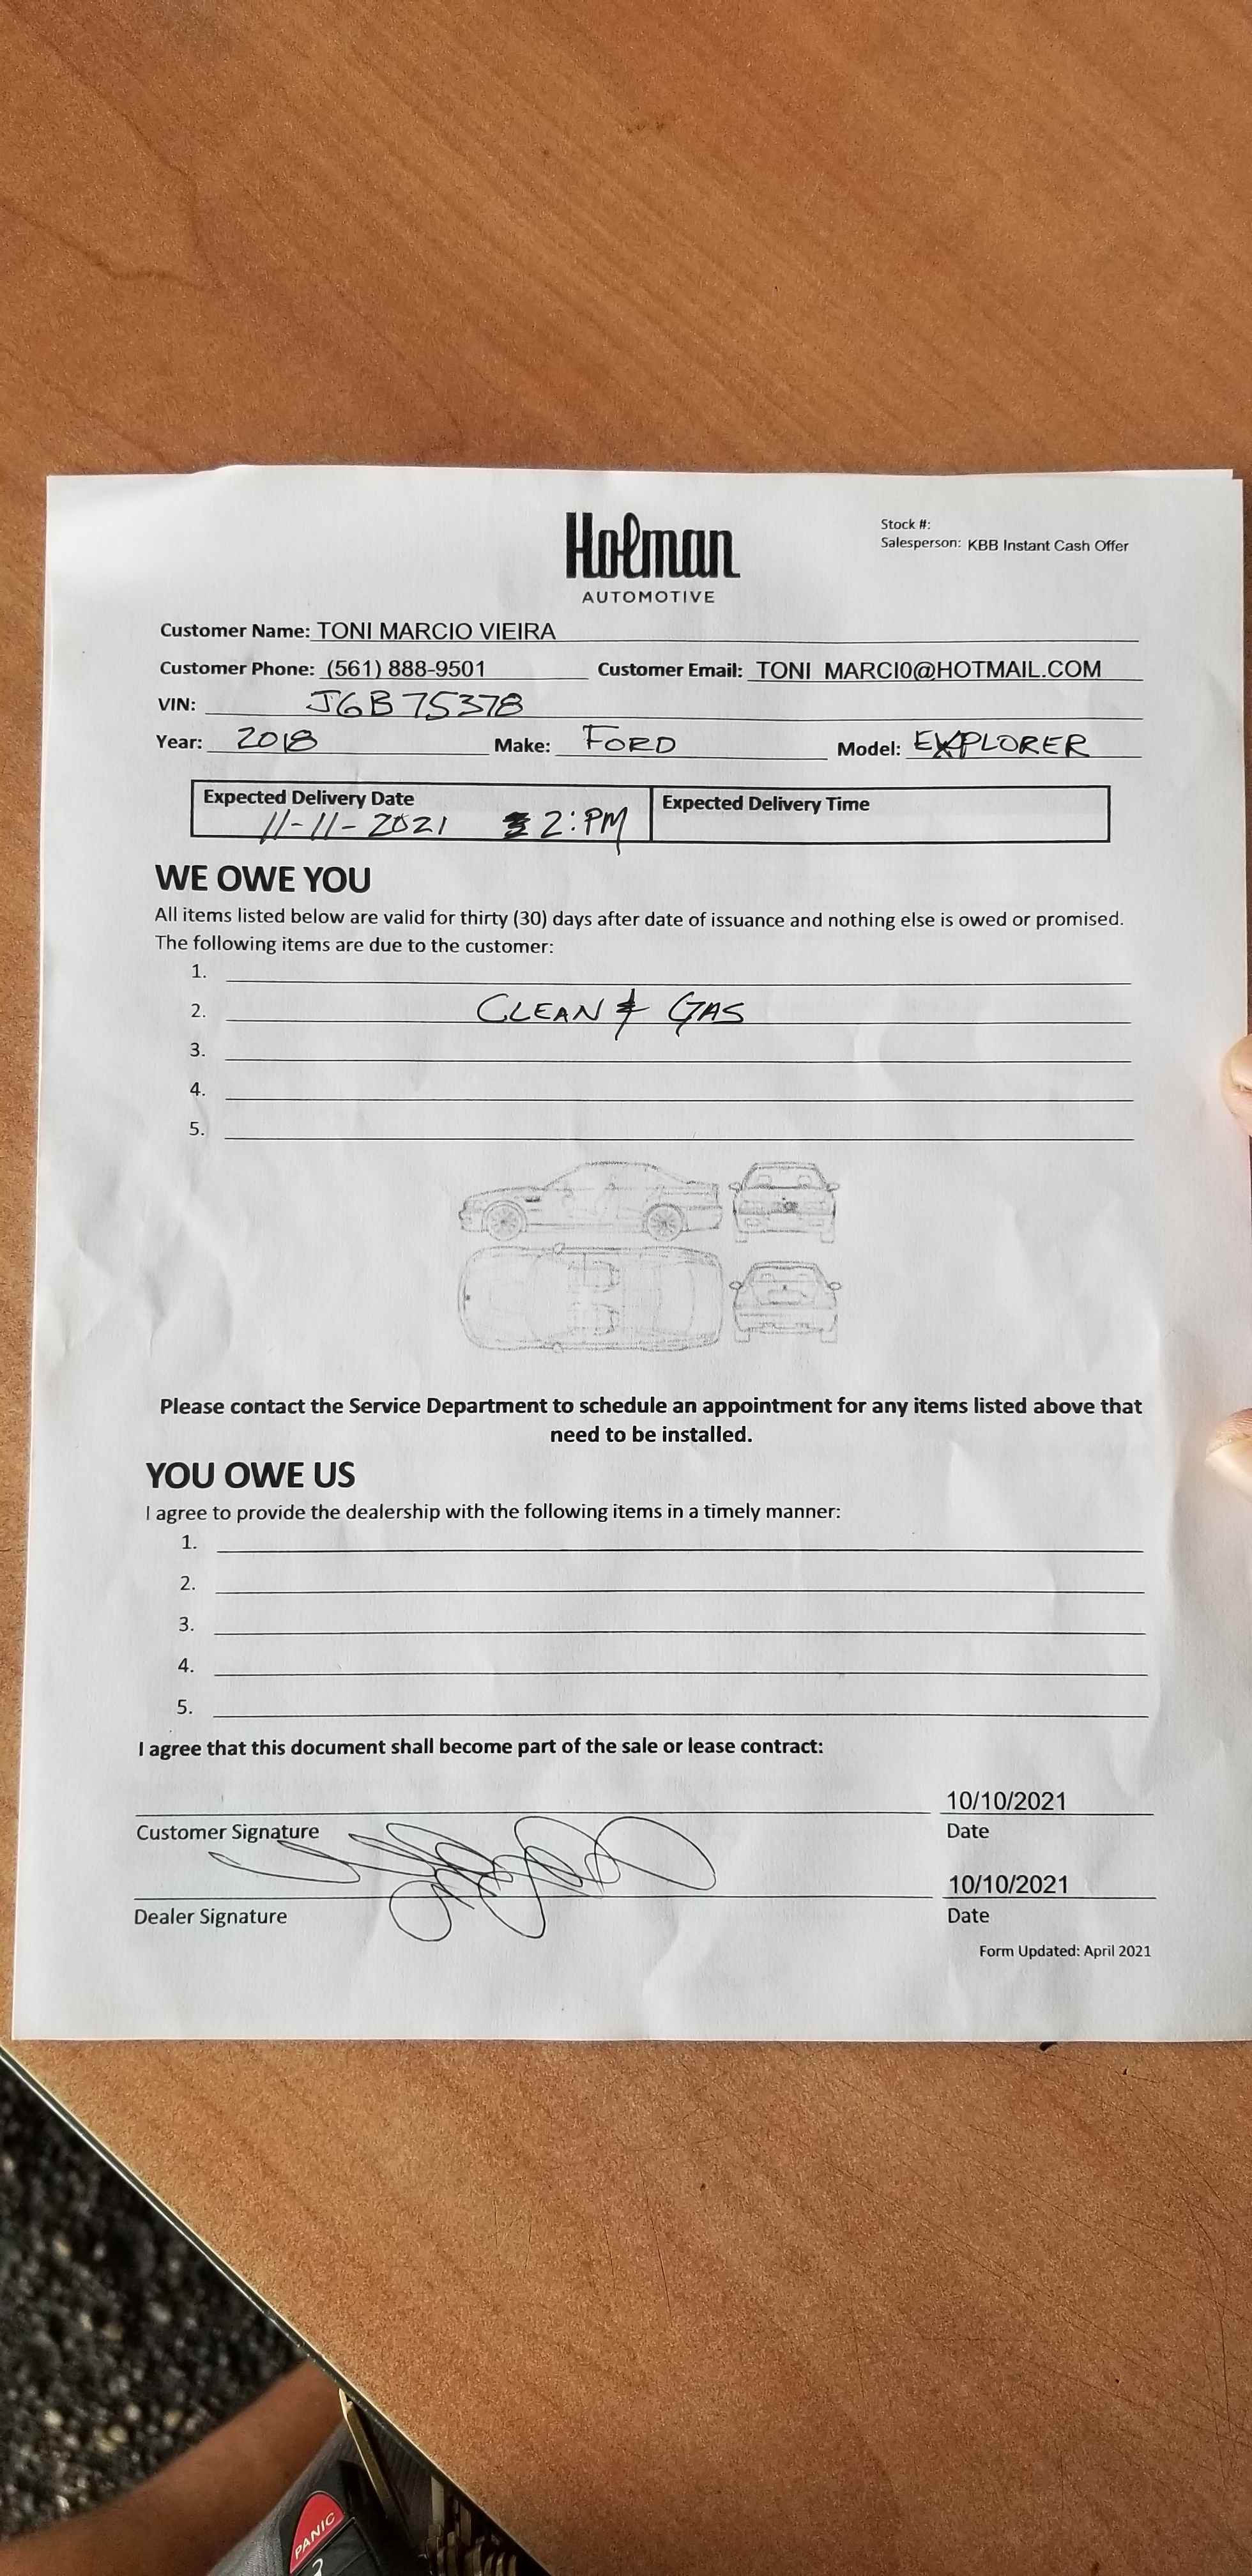 Holman
AUTOMOTIVE
Stock #:
Salesperson: KBB Instant Cash Offer
Customer Name: TONI MARCIO VIEIRA
Customer Phone: (561) 888-9501 Customer Email: TONI MARCI0@HOTMAIL.COM
VIN: JGB75378
Year: 2018 Make: FORD Model: EXPLORER
Expected Delivery Date Expected Delivery Time
11-11-2021 2:PM
WE OWE YOU
All items listed below are valid for thirty (30) days after date of issuance and nothing else is owed or promised.
The following items are due to the customer:
1.
2. CLEAN & GAS
3.
4.
5.
Please contact the Service Department to schedule an appointment for any items listed above that
need to be installed.
YOU OWE US
I agree to provide the dealership with the following items in a timely manner:
1.
2.
3.
4.
5.
I agree that this document shall become part of the sale or lease contract:
10/10/2021
Customer Signature Date
10/10/2021
Dealer Signature Date
Form Updated: April 2021
PANIC